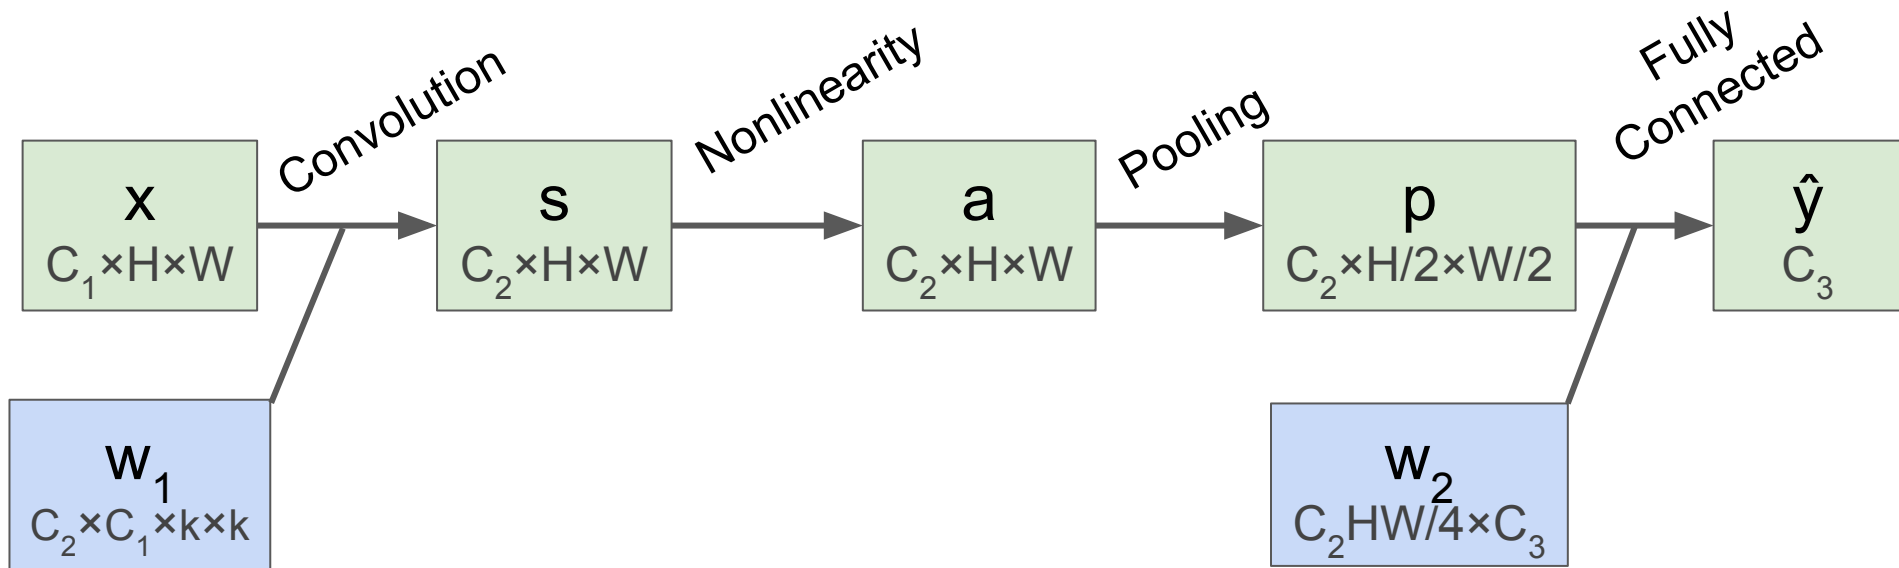 Convolution
Nonlinearity
Pooling
Fully
Connected
x
C₁×H×W
s
C₂×H×W
a
C₂×H×W
p
C₂×H/2×W/2
ŷ
C₃
w₁
C₂×C₁×k×k
w₂
C₂HW/4×C₃